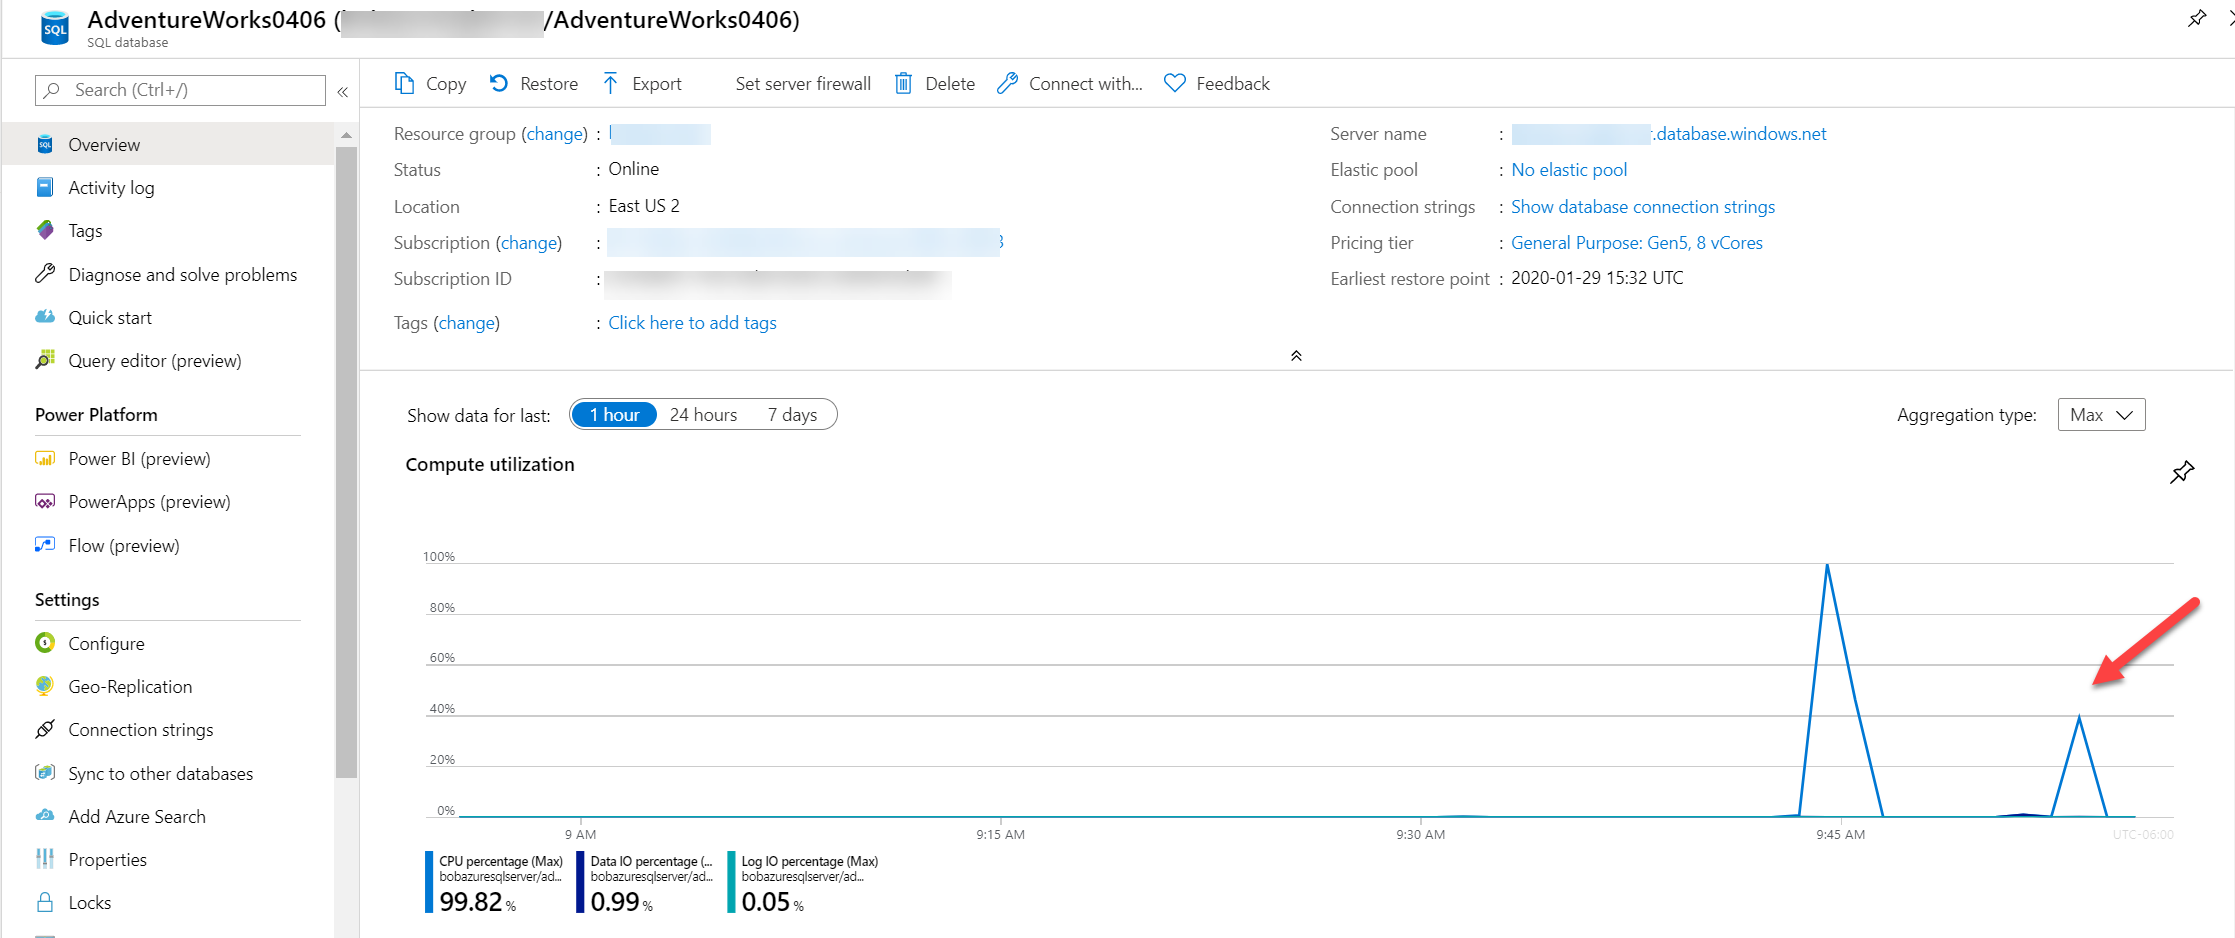 AdventureWorks0406 (/AdventureWorks0406)
SQL database
Search (Ctrl+/)
«
Overview
Activity log
Tags
Diagnose and solve problems
Quick start
Query editor (preview)
Power Platform
Power BI (preview)
PowerApps (preview)
Flow (preview)
Settings
Configure
Geo-Replication
Connection strings
Sync to other databases
Add Azure Search
Properties
Locks
Copy Restore Export Set server firewall Delete Connect with... Feedback
Resource group (change) :
Status : Online
Location : East US 2
Subscription (change) :
Subscription ID :
Tags (change) : Click here to add tags
Server name : .database.windows.net
Elastic pool : No elastic pool
Connection strings : Show database connection strings
Pricing tier : General Purpose: Gen5, 8 vCores
Earliest restore point : 2020-01-29 15:32 UTC
Show data for last: 1 hour 24 hours 7 days
Aggregation type: Max
Compute utilization
100%
80%
60%
40%
20%
0%
9 AM 9:15 AM 9:30 AM 9:45 AM UTC-06:00
CPU percentage (Max)
bobazuresqlserver/ad...
99.82 %
Data IO percentage (...
bobazuresqlserver/ad...
0.99 %
Log IO percentage (Max)
bobazuresqlserver/ad...
0.05 %